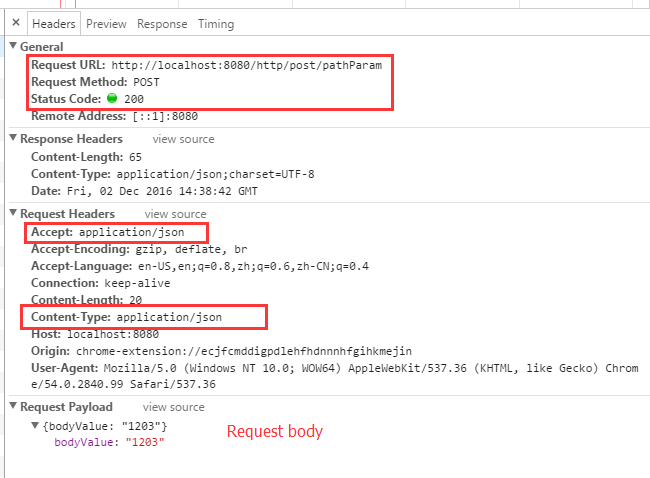 × Headers Preview Response Timing
▼ General
Request URL: http://localhost:8080/http/post/pathParam
Request Method: POST
Status Code: 200
Remote Address: [::1]:8080
▼ Response Headers view source
Content-Length: 65
Content-Type: application/json;charset=UTF-8
Date: Fri, 02 Dec 2016 14:38:42 GMT
▼ Request Headers view source
Accept: application/json
Accept-Encoding: gzip, deflate, br
Accept-Language: en-US,en;q=0.8,zh;q=0.6,zh-CN;q=0.4
Connection: keep-alive
Content-Length: 20
Content-Type: application/json
Host: localhost:8080
Origin: chrome-extension://ecjfcmddigpdlehfhdnnnhfgihkmejin
User-Agent: Mozilla/5.0 (Windows NT 10.0; WOW64) AppleWebKit/537.36 (KHTML, like Gecko) Chrom
e/54.0.2840.99 Safari/537.36
▼ Request Payload view source
▼ {bodyValue: "1203"}
Request body
bodyValue: "1203"